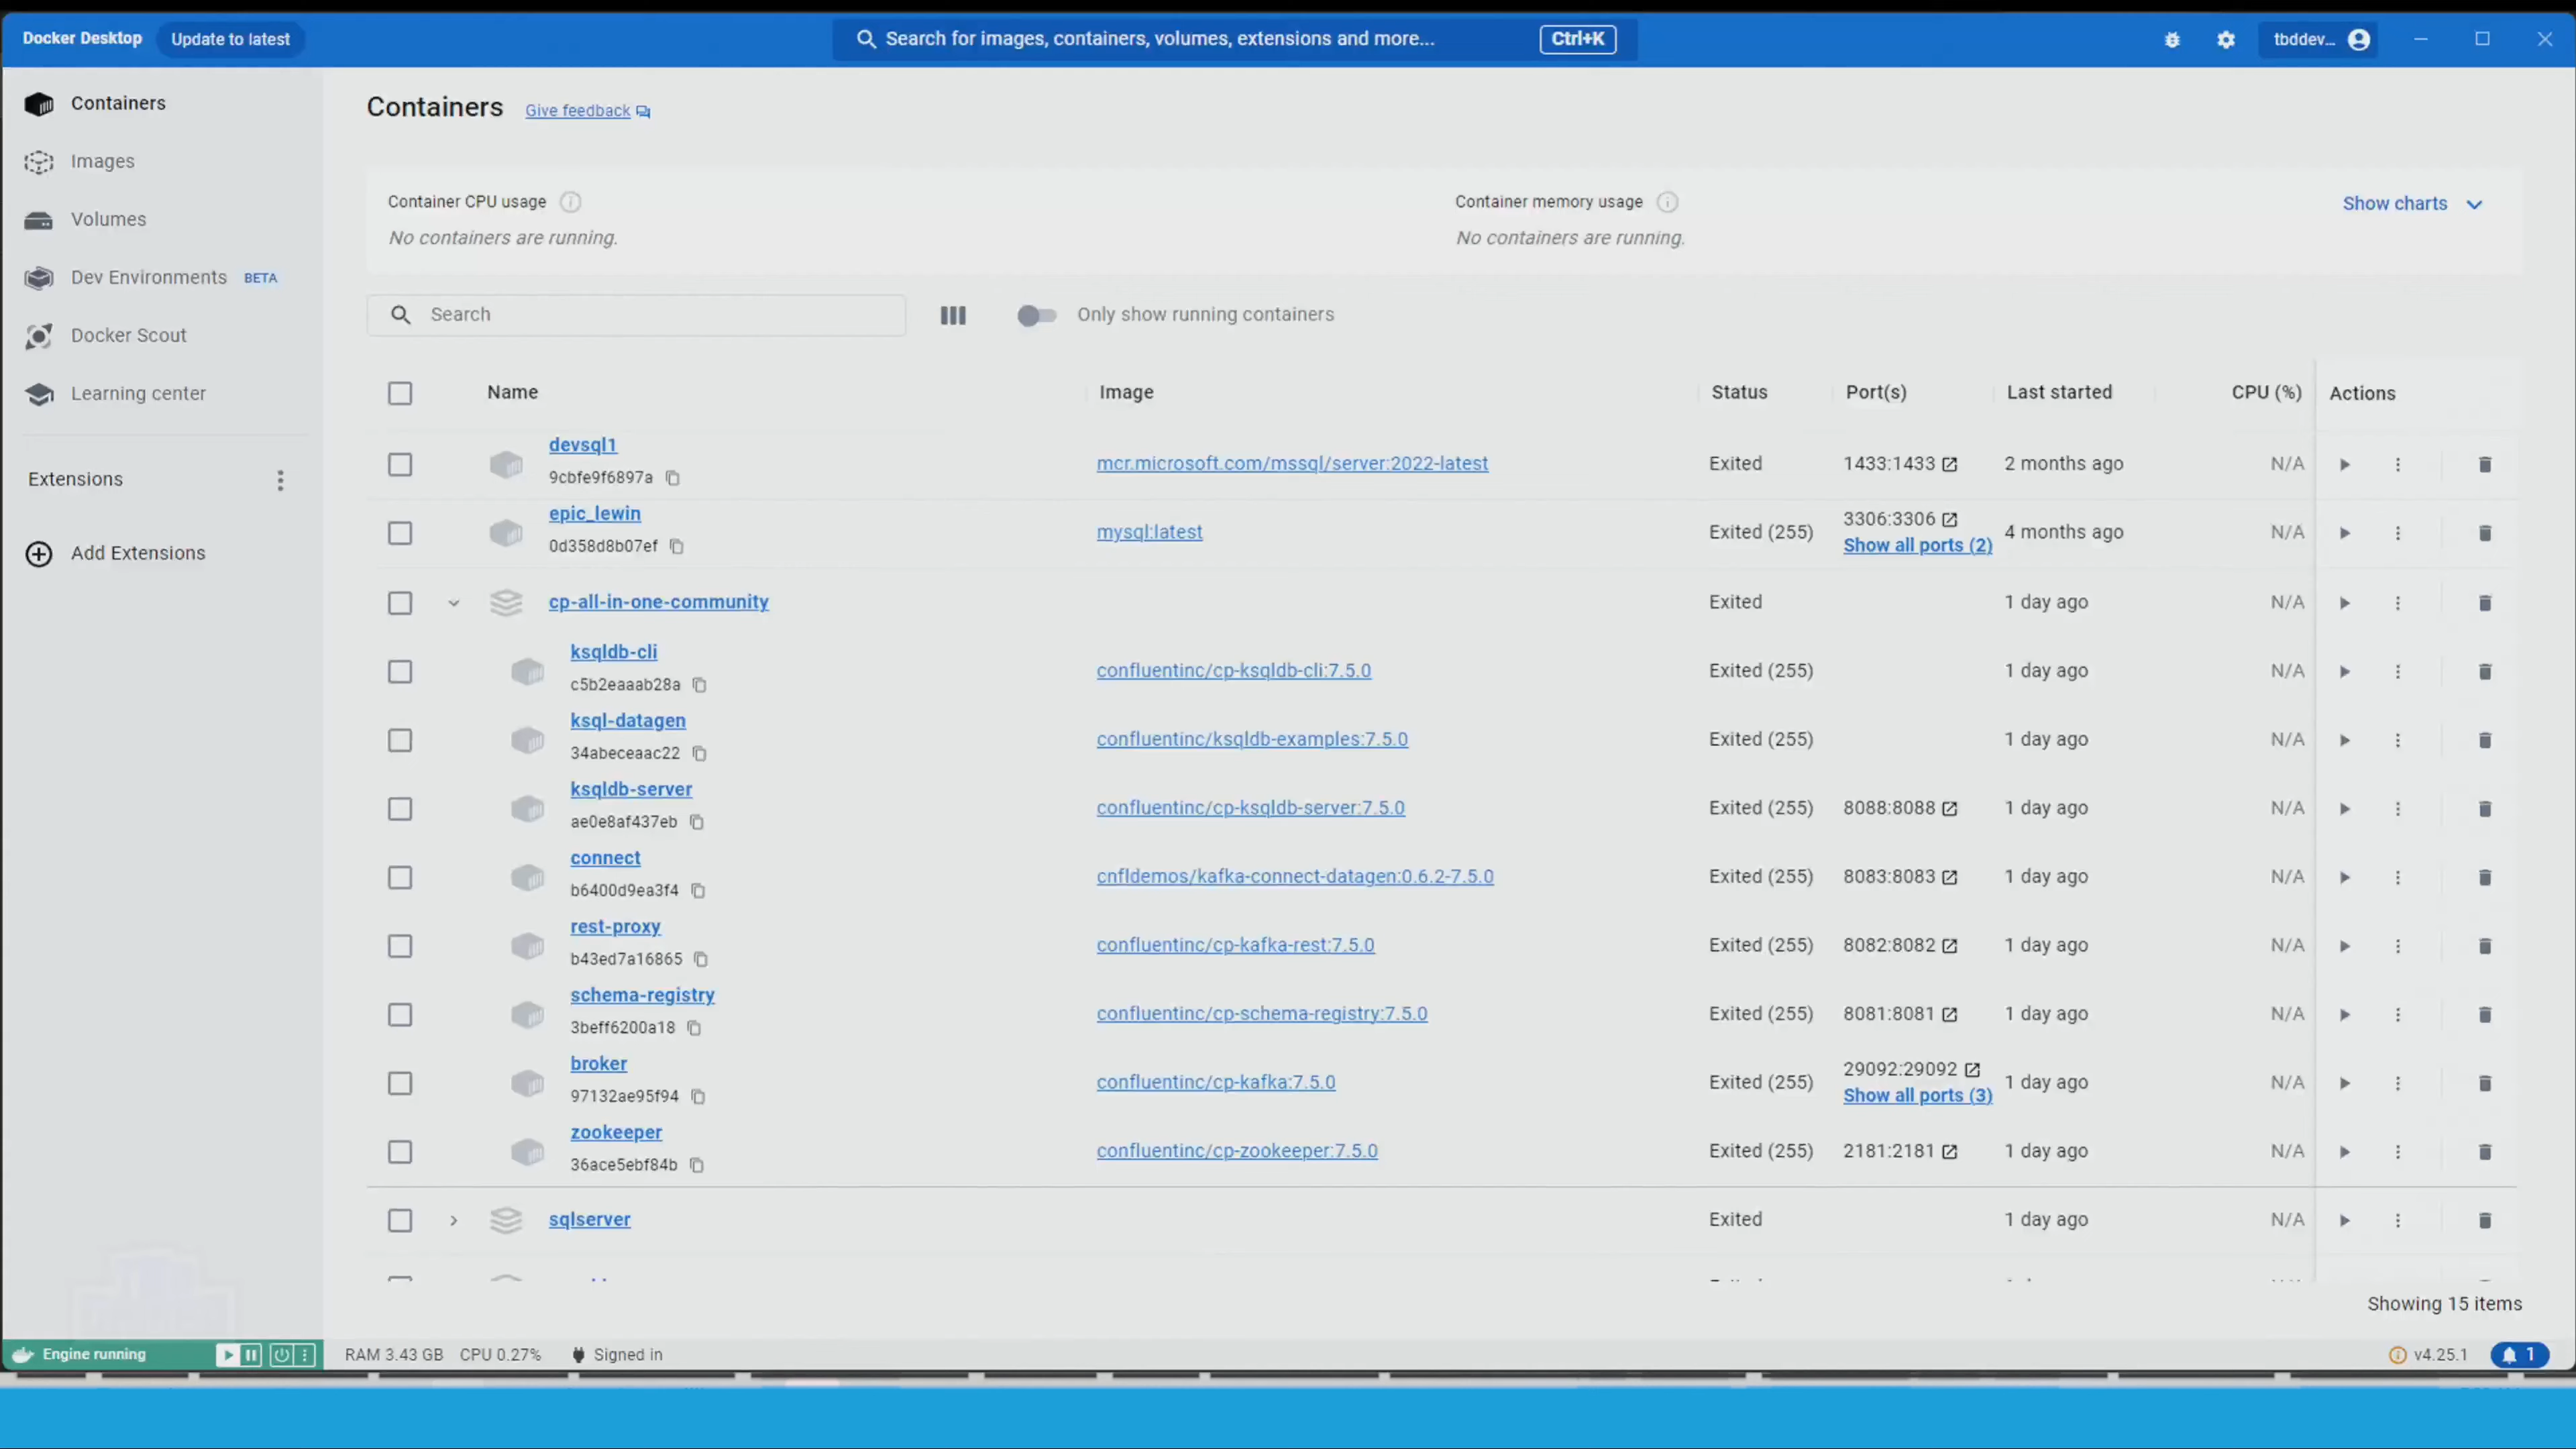 Docker Desktop Update to latest Search for images, containers, volumes, extensions and more... Ctrl+K tbddev...
Containers
Images
Volumes
Dev Environments BETA
Docker Scout
Learning center
Extensions
Add Extensions
Containers Give feedback
Container CPU usage
No containers are running.
Container memory usage
No containers are running.
Show charts
Search Only show running containers
Name Image Status Port(s) Last started CPU (%) Actions
devsql1
9cbfe9f6897a
mcr.microsoft.com/mssql/server:2022-latest Exited 1433:1433 2 months ago N/A
epic_lewin
0d358d8b07ef
mysql:latest Exited (255) 3306:3306
Show all ports (2)
4 months ago N/A
cp-all-in-one-community Exited 1 day ago N/A
ksqldb-cli
c5b2eaaab28a
confluentinc/cp-ksqldb-cli:7.5.0 Exited (255) 1 day ago N/A
ksql-datagen
34abeceaac22
confluentinc/ksqldb-examples:7.5.0 Exited (255) 1 day ago N/A
ksqldb-server
ae0e8af437eb
confluentinc/cp-ksqldb-server:7.5.0 Exited (255) 8088:8088 1 day ago N/A
connect
b6400d9ea3f4
cnfldemos/kafka-connect-datagen:0.6.2-7.5.0 Exited (255) 8083:8083 1 day ago N/A
rest-proxy
b43ed7a16865
confluentinc/cp-kafka-rest:7.5.0 Exited (255) 8082:8082 1 day ago N/A
schema-registry
3beff6200a18
confluentinc/cp-schema-registry:7.5.0 Exited (255) 8081:8081 1 day ago N/A
broker
97132ae95f94
confluentinc/cp-kafka:7.5.0 Exited (255) 29092:29092
Show all ports (3)
1 day ago N/A
zookeeper
36ace5ebf84b
confluentinc/cp-zookeeper:7.5.0 Exited (255) 2181:2181 1 day ago N/A
sqlserver Exited 1 day ago N/A
Showing 15 items
Engine running RAM 3.43 GB CPU 0.27% Signed in v4.25.1 1